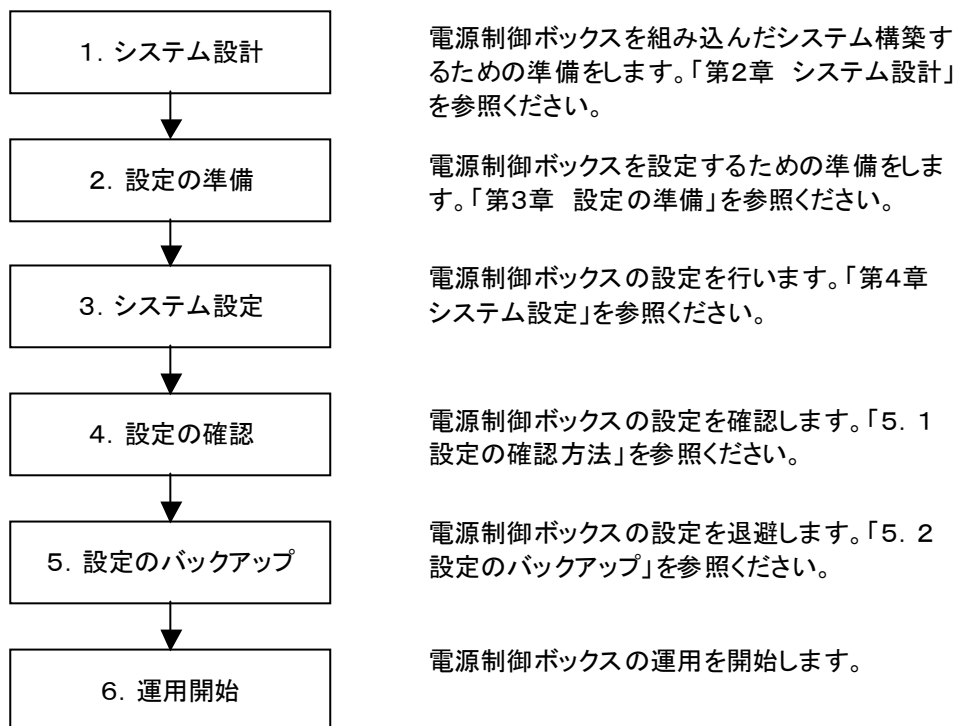 １．システム設計
電源制御ボックスを組み込んだシステム構築す
るための準備をします。「第２章　システム設計」
を参照ください。
２．設定の準備
電源制御ボックスを設定するための準備をしま
す。「第３章　設定の準備」を参照ください。
３．システム設定
電源制御ボックスの設定を行います。「第４章
システム設定」を参照ください。
４．設定の確認
電源制御ボックスの設定を確認します。「５．１
設定の確認方法」を参照ください。
５．設定のバックアップ
電源制御ボックスの設定を退避します。「５．２
設定のバックアップ」を参照ください。
６．運用開始
電源制御ボックスの運用を開始します。